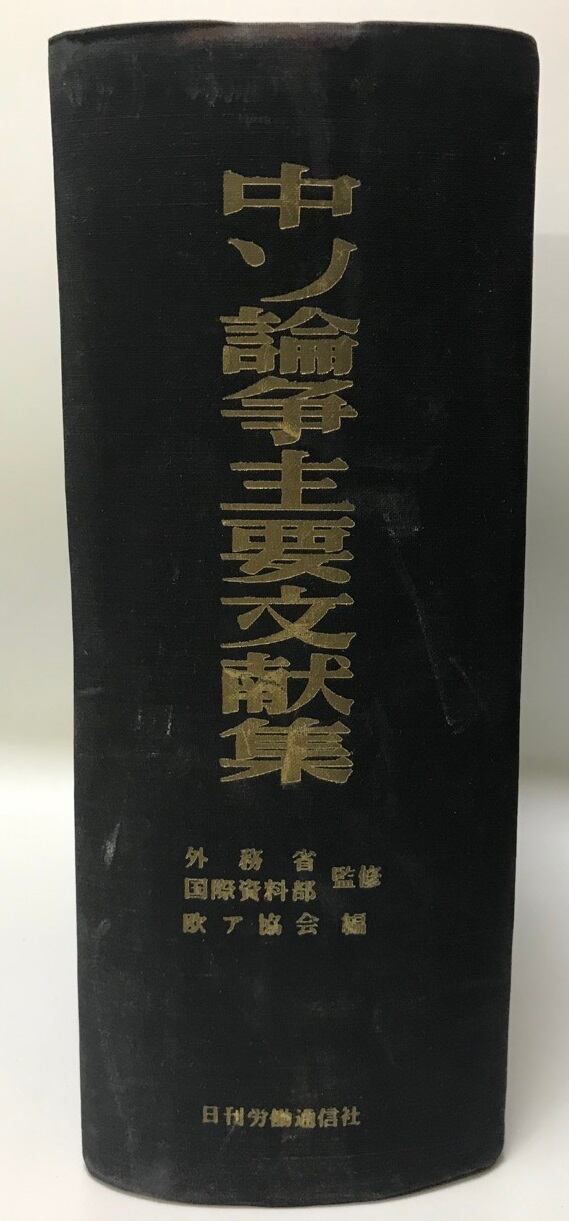 中ソ論争主要文献集
外務省
国際資料部 監修
欧ア協会 編
日刊労働通信社